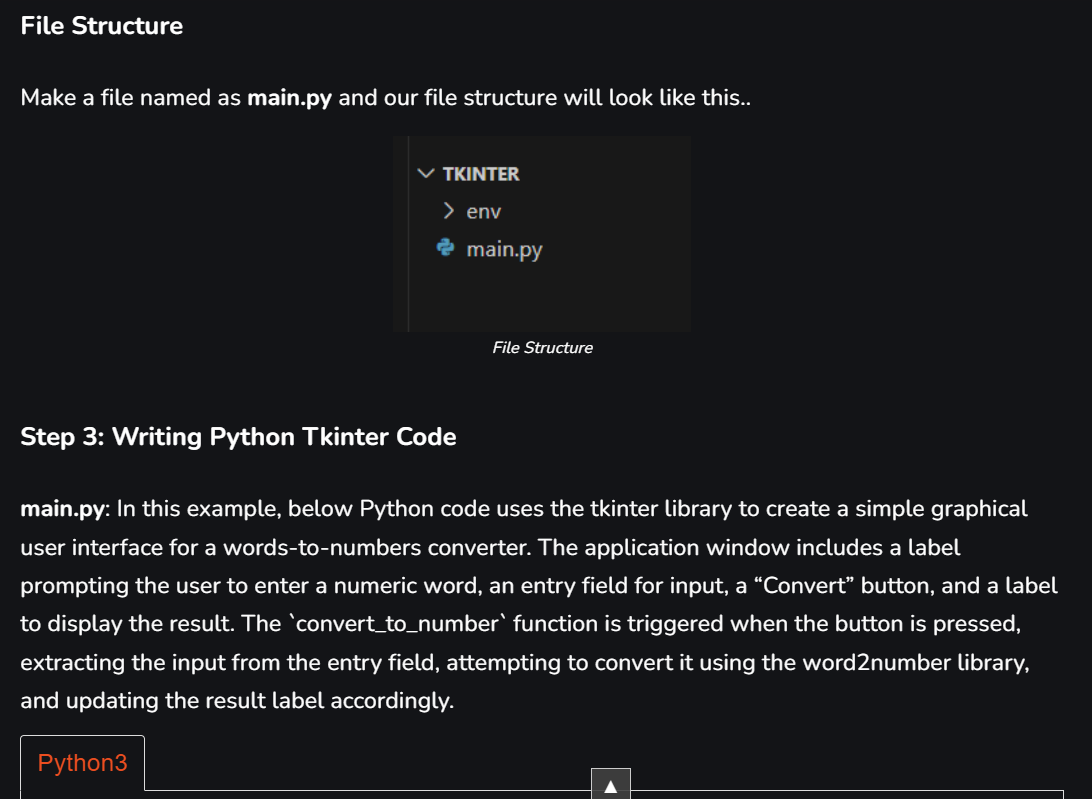 File Structure
Make a file named as main.py and our file structure will look like this..
TKINTER
env
main.py
File Structure
Step 3: Writing Python Tkinter Code
main.py: In this example, below Python code uses the tkinter library to create a simple graphical
user interface for a words-to-numbers converter. The application window includes a label
prompting the user to enter a numeric word, an entry field for input, a “Convert” button, and a label
to display the result. The `convert_to_number` function is triggered when the button is pressed,
extracting the input from the entry field, attempting to convert it using the word2number library,
and updating the result label accordingly.
Python3